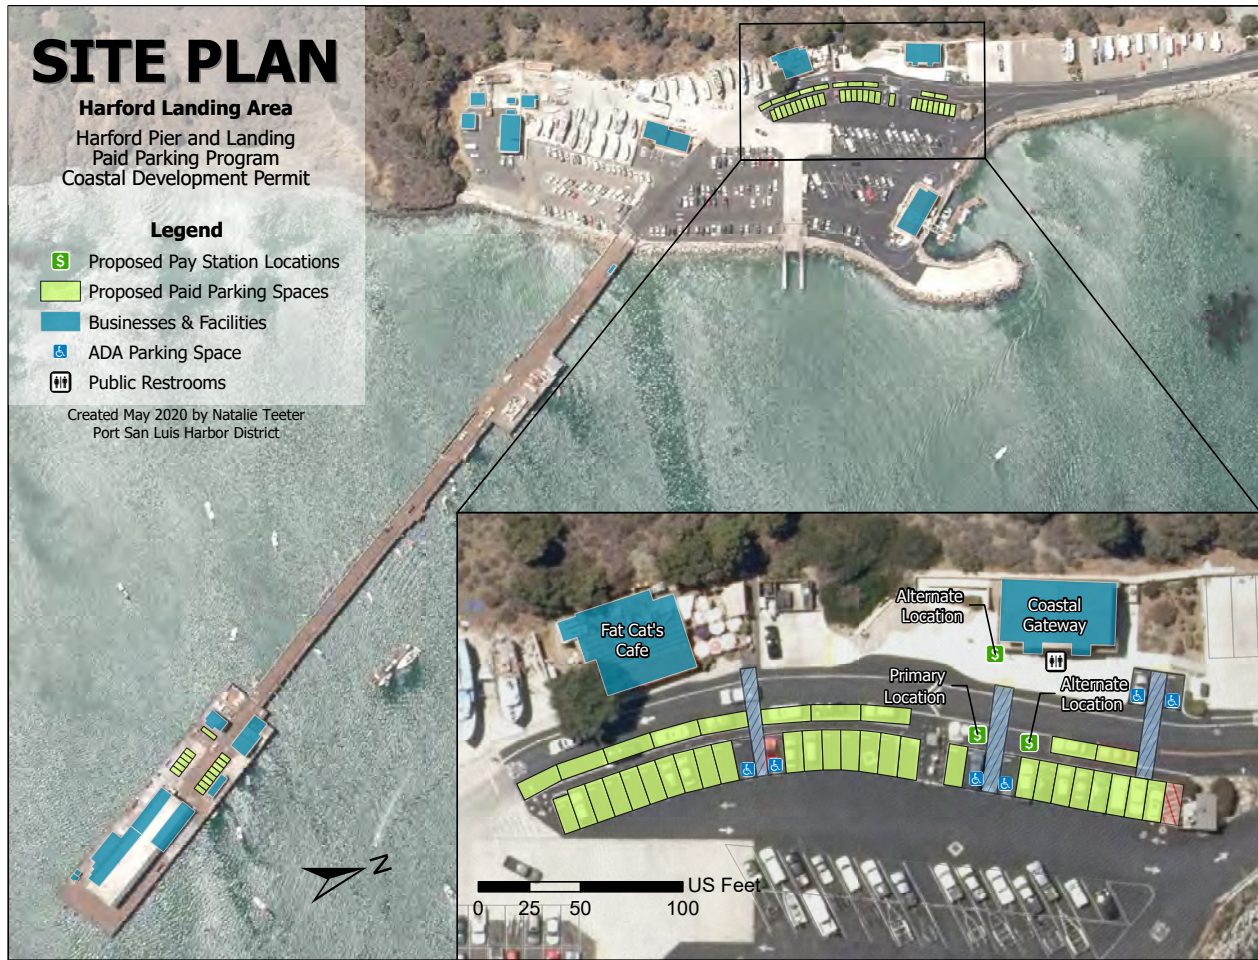 SITE PLAN
Harford Landing Area
Harford Pier and Landing
Paid Parking Program
Coastal Development Permit
Legend
$ Proposed Pay Station Locations
Proposed Paid Parking Spaces
Businesses & Facilities
ADA Parking Space
Public Restrooms
Created May 2020 by Natalie Teeter
Port San Luis Harbor District
N
Alternate
Location
Coastal
Gateway
Fat Cat's
Cafe
$
Primary
Location
Alternate
Location
$
$
US Feet
0 25 50 100